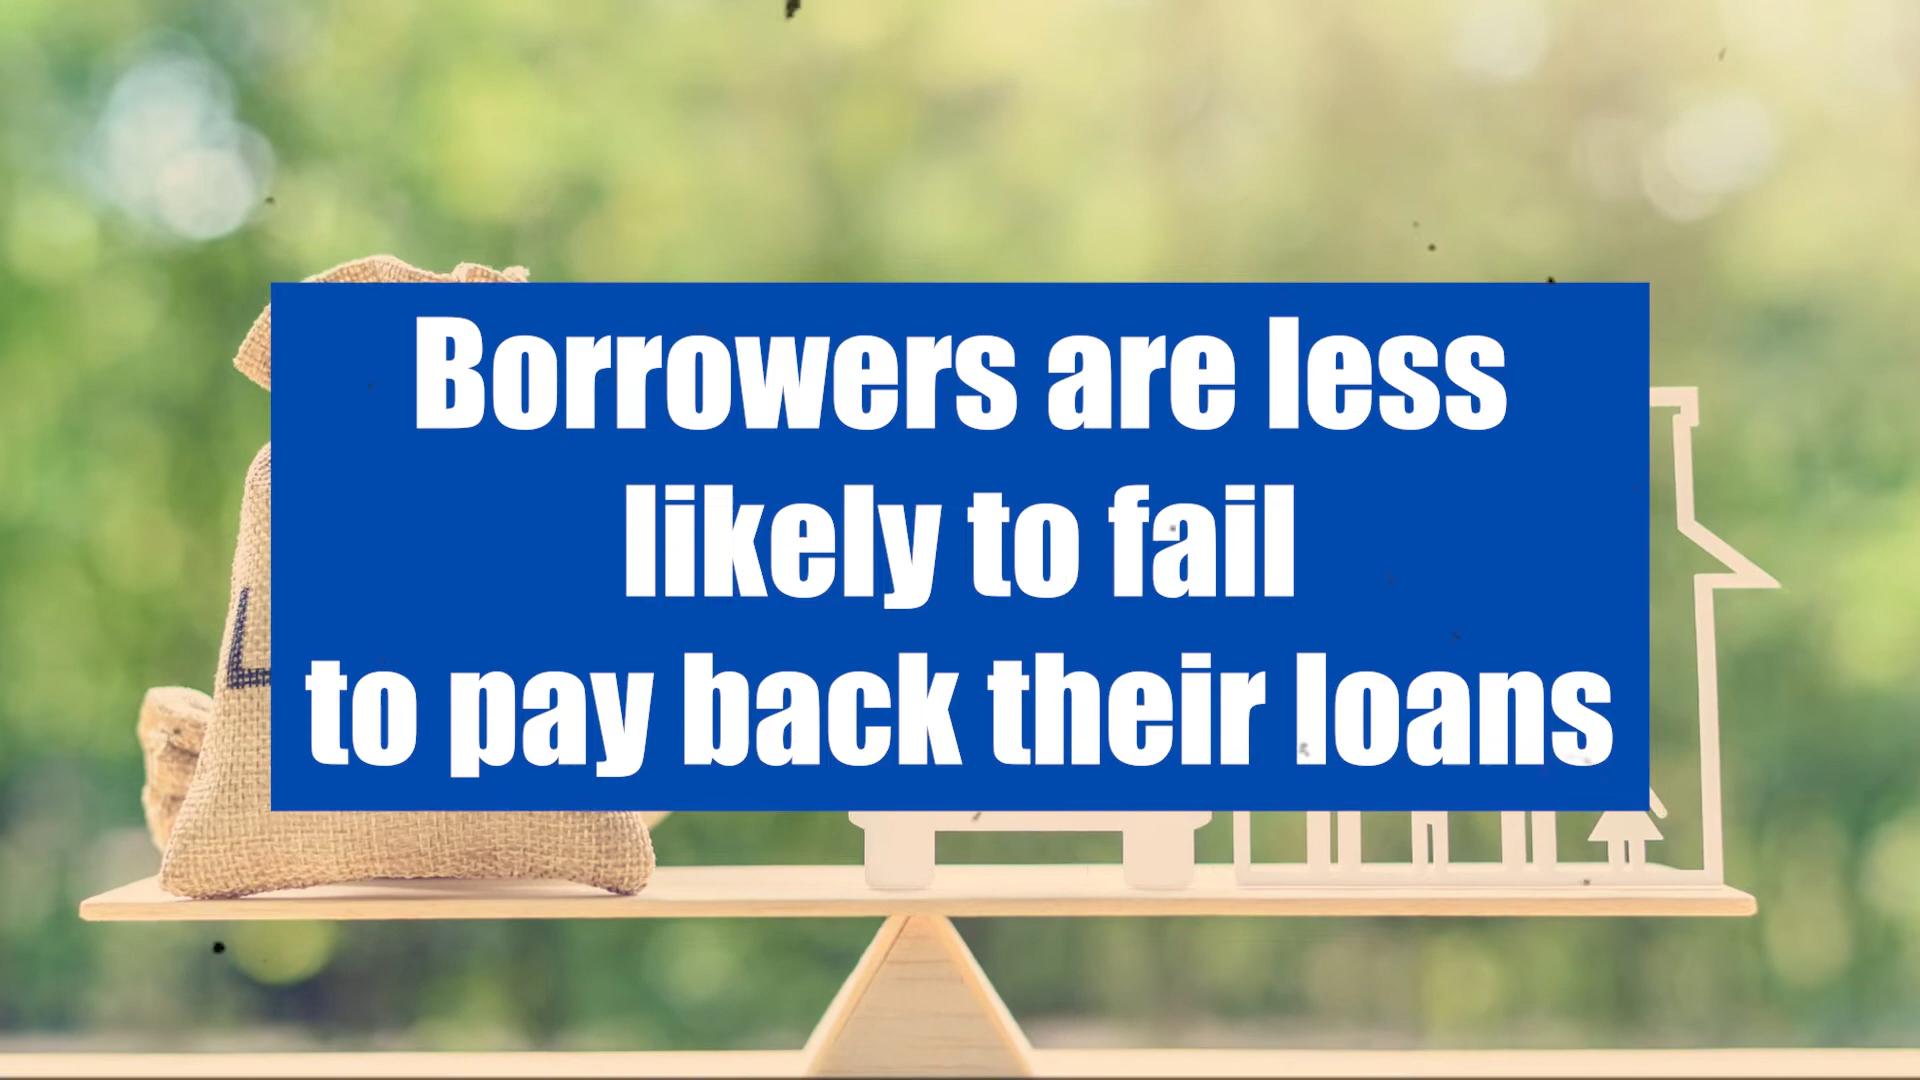 Borrowers are less
likely to fail
to pay back their loans